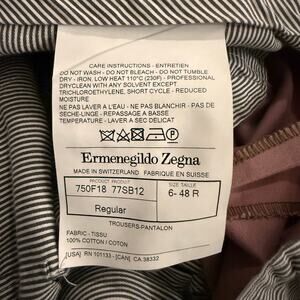 CARE INSTRUCTIONS - ENTRETIEN
DO NOT WASH - DO NOT BLEACH - DO NOT TUMBLE
DRY - IRON, LOW HEAT 110°C (230F) - PROFESSIONAL
DRYCLEAN WITH ANY SOLVENT EXCEPT
TRICHLOROETHYLENE, SHORT CYCLE - REDUCED
MOISTURE
NE PAS LAVER A L'EAU - NE PAS BLANCHIR - PAS DE
SECHE-LINGE - REPASSAGE A BASSE
TEMPERATURE - LAVER A SEC DELICAT
P
Ermenegildo Zegna
MADE IN SWITZERLAND FABRIQUE EN SUISSE
PRODUCT PRODUIT SIZE TAILLE
750F18 77SB12 6- 48 R
Regular
TROUSERS-PANTALON
FABRIC - TISSU
100% COTTON / COTON
[USA] RN 101133 - [CAN] CA 38332